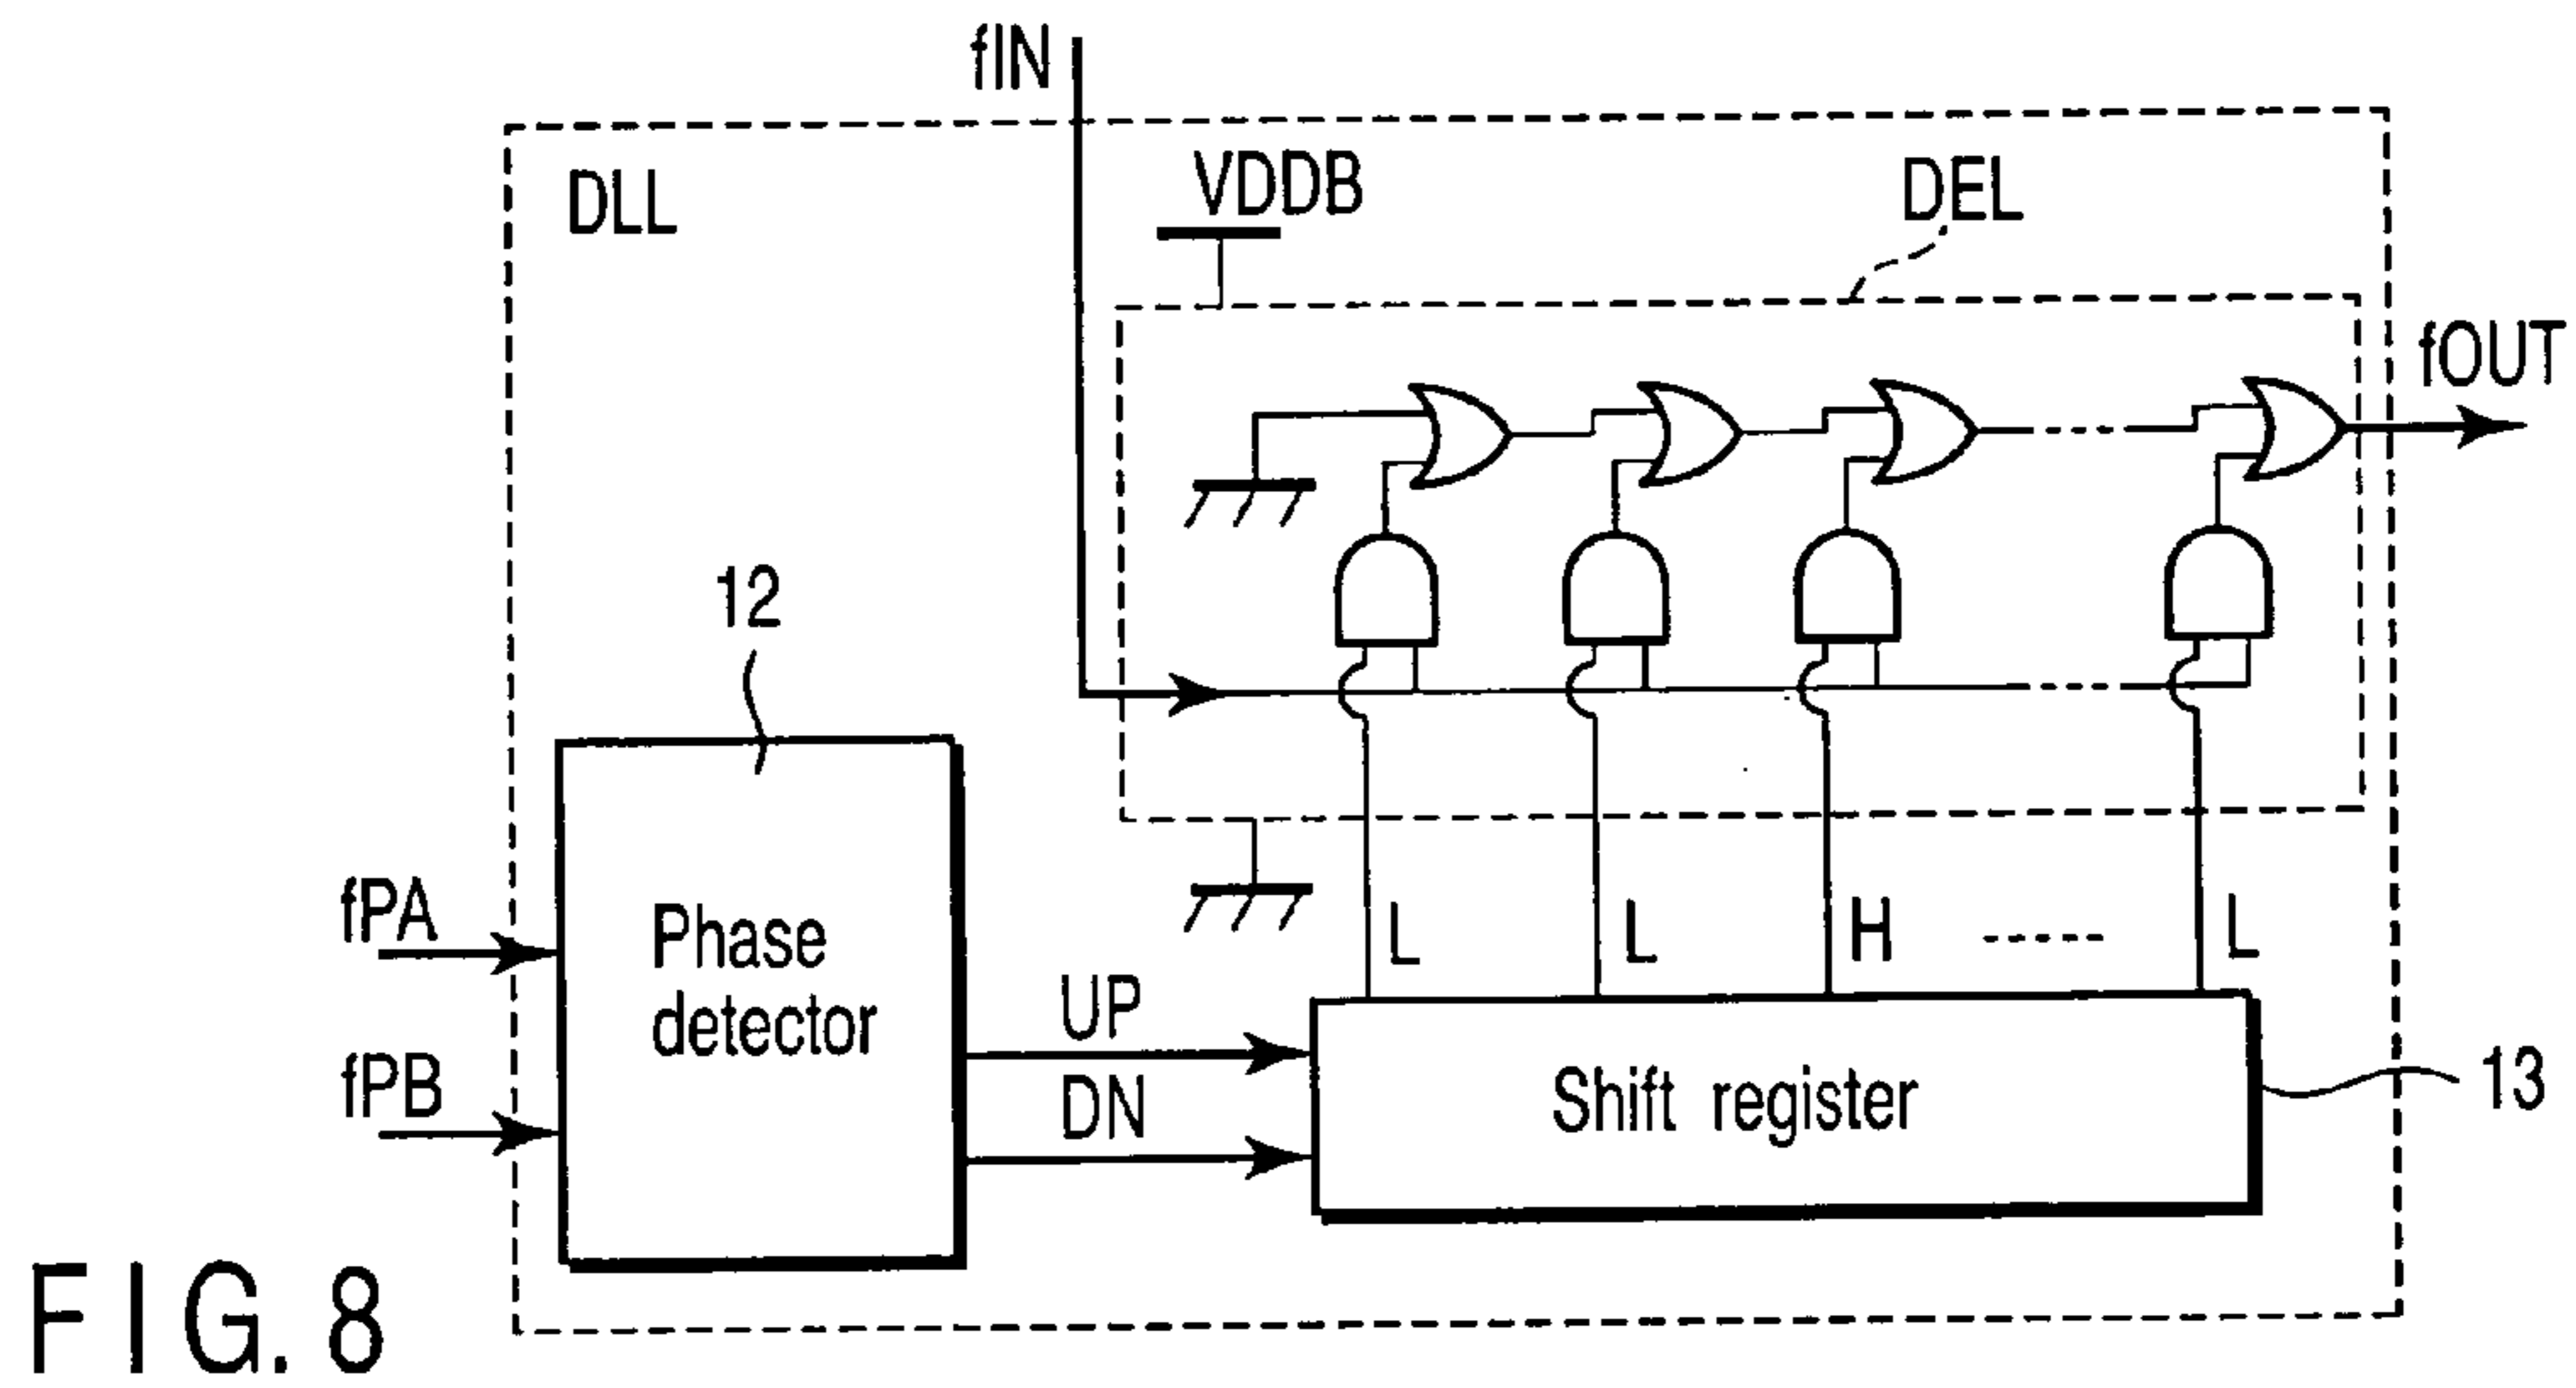 fIN
DLL
VDDB
DEL
fOUT
12
fPA
fPB
Phase
detector
UP
DN
L
L
H
L
Shift register
13
FIG. 8